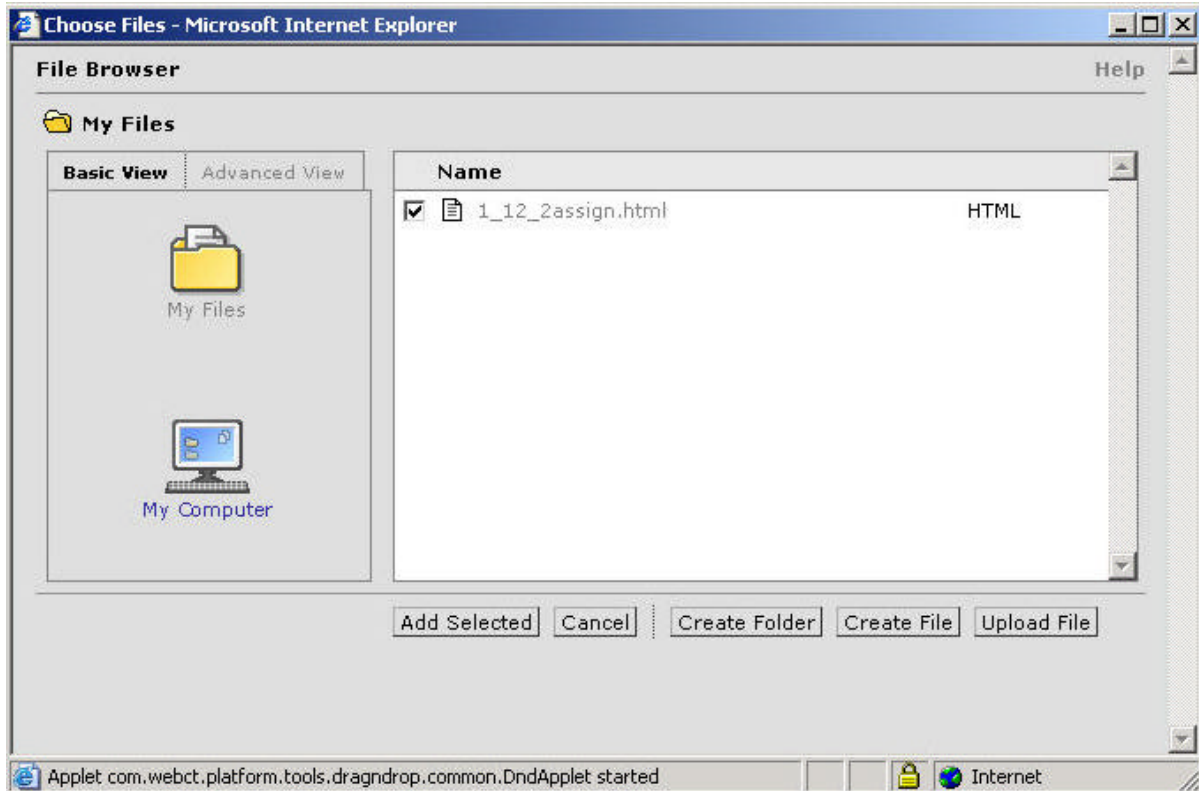 Choose Files - Microsoft Internet Explorer
File Browser
Help
My Files
Basic View
Advanced View
Name
1_12_2assign.html
HTML
My Files
My Computer
Add Selected
Cancel
Create Folder
Create File
Upload File
Applet com.webct.platform.tools.dragndrop.common.DndApplet started
Internet